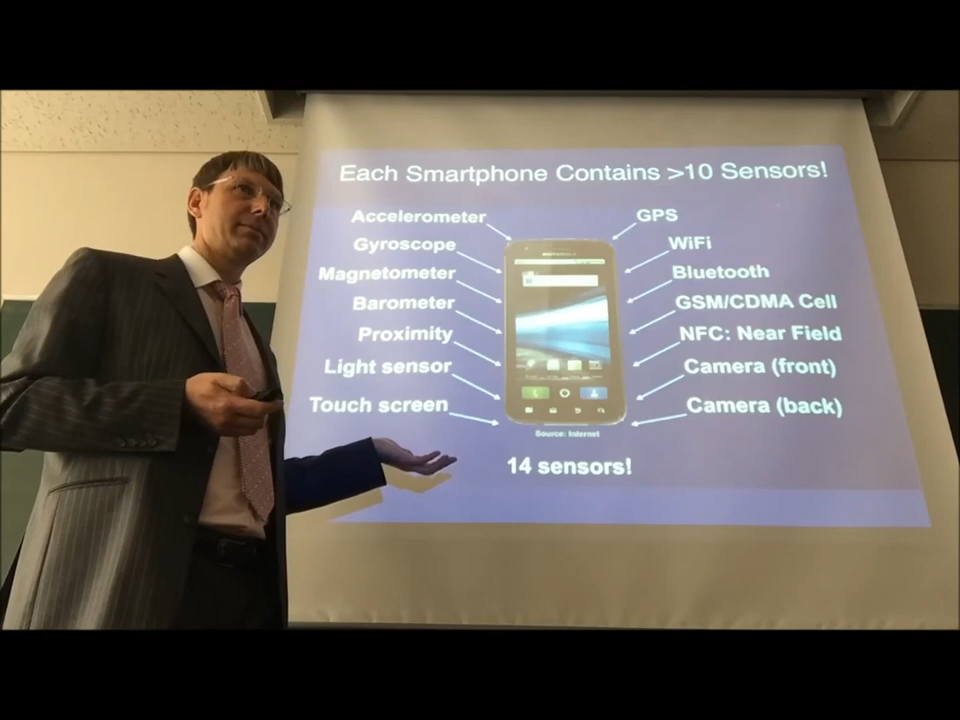 Each Smartphone Contains >10 Sensors!
Accelerometer
Gyroscope
Magnetometer
Barometer
Proximity
Light sensor
Touch screen
GPS
WiFi
Bluetooth
GSM/CDMA Cell
NFC: Near Field
Camera (front)
Camera (back)
Source: Internet
14 sensors!